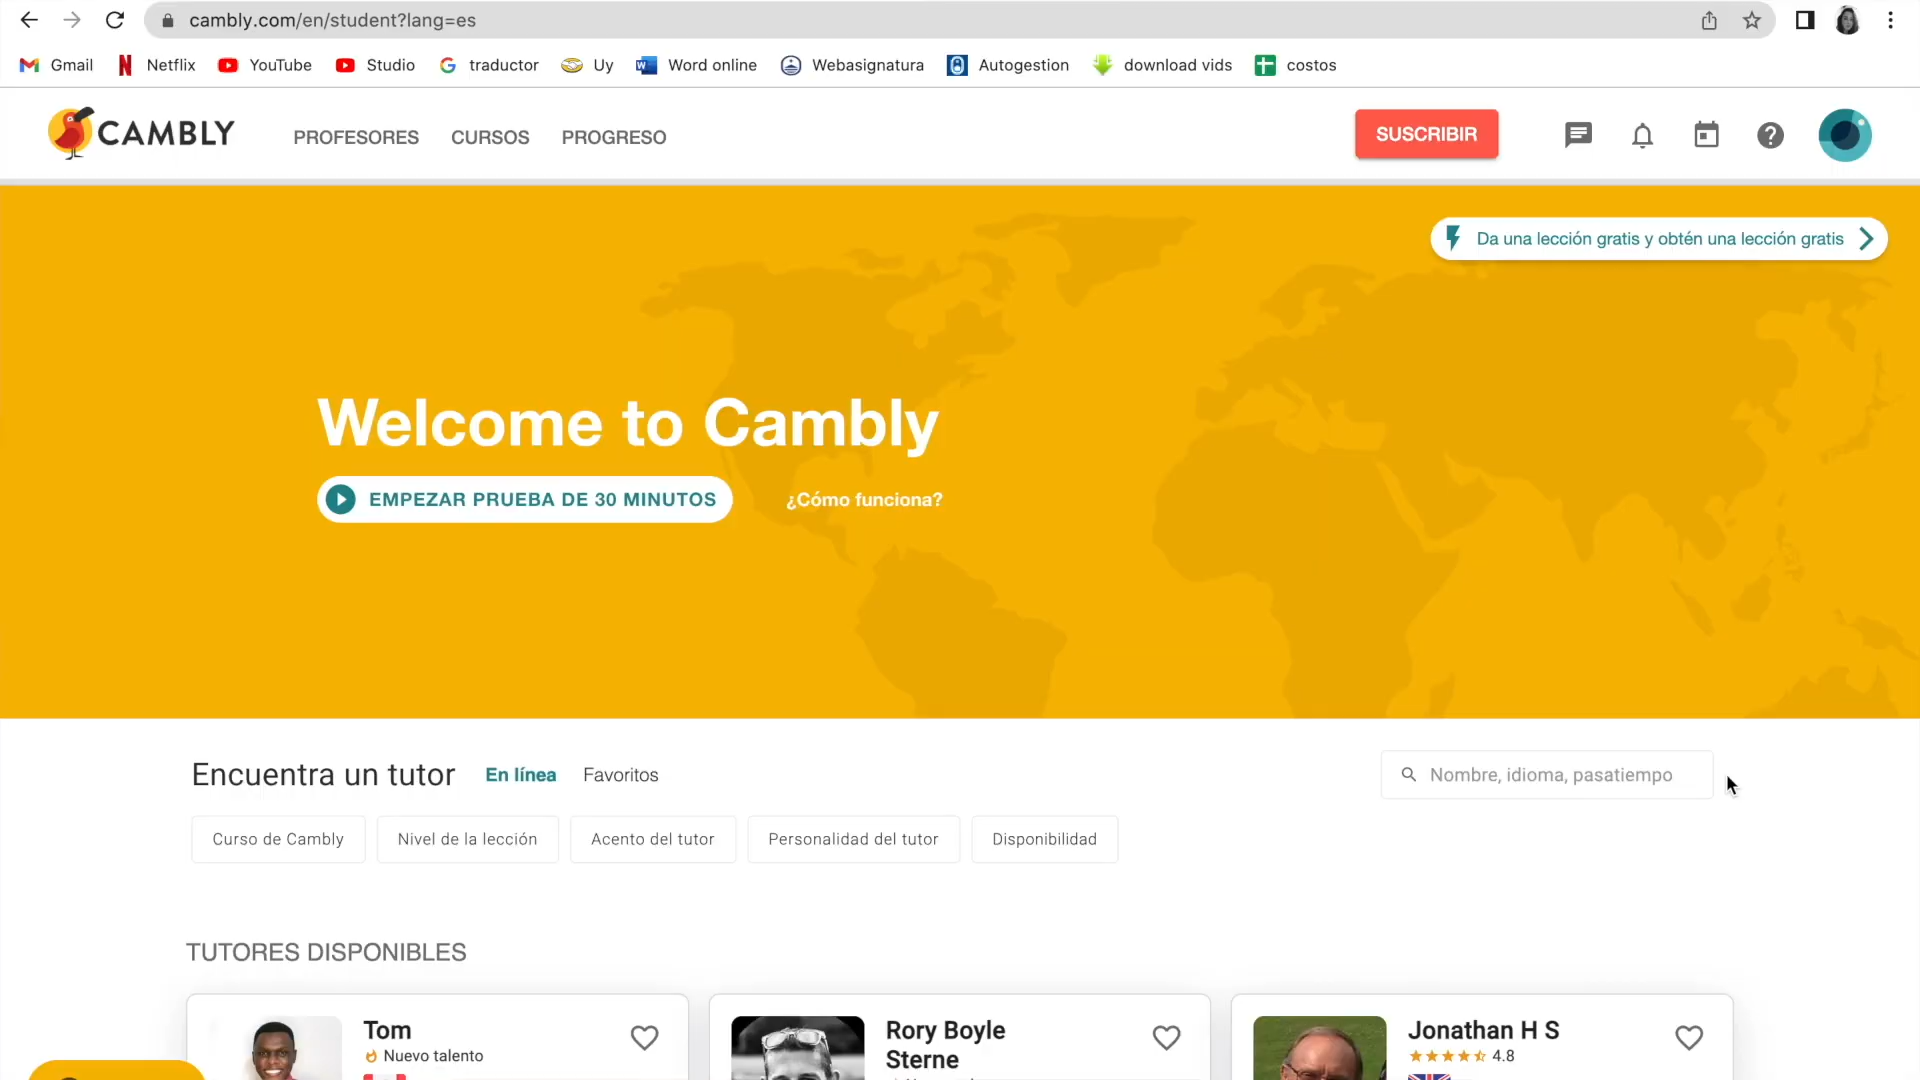 cambly.com/en/student?lang=es
Gmail Netflix YouTube Studio traductor Uy Word online Webasignatura Autogestion download vids costos
CAMBLY PROFESORES CURSOS PROGRESO SUSCRIBIR
Da una lección gratis y obtén una lección gratis
Welcome to Cambly
EMPEZAR PRUEBA DE 30 MINUTOS ¿Cómo funciona?
Encuentra un tutor En línea Favoritos Nombre, idioma, pasatiempo
Curso de Cambly Nivel de la lección Acento del tutor Personalidad del tutor Disponibilidad
TUTORES DISPONIBLES
Tom
Nuevo talento
Rory Boyle
Sterne
Jonathan H S
4.8